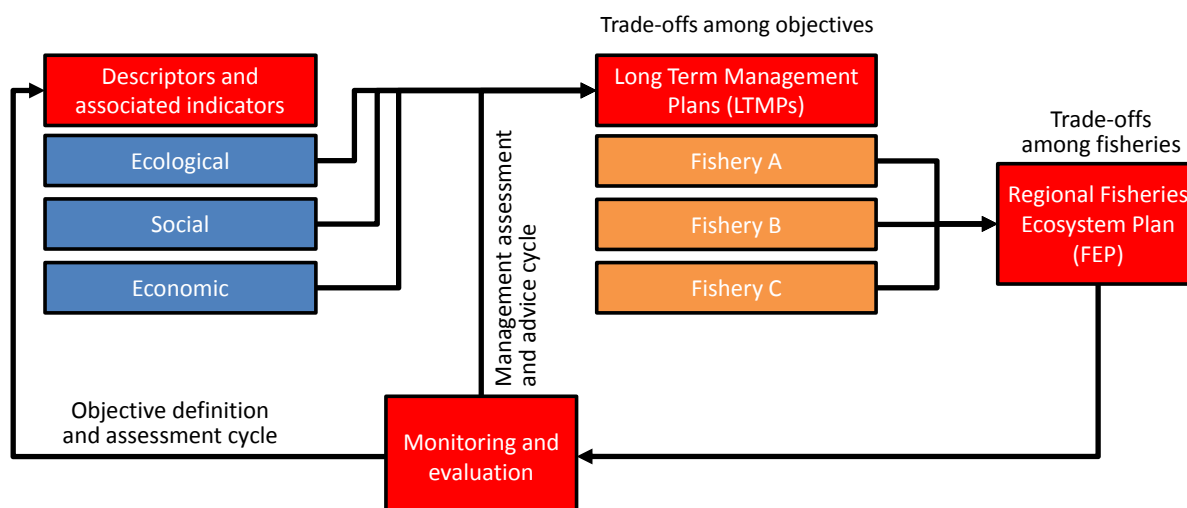 Trade-offs among objectives
Descriptors and
associated indicators
Ecological
Social
Economic
Long Term Management
Plans (LTMPs)
Fishery A
Fishery B
Fishery C
Trade-offs
among fisheries
Regional Fisheries
Ecosystem Plan
(FEP)
Management assessment
and advice cycle
Objective definition
and assessment cycle
Monitoring and
evaluation